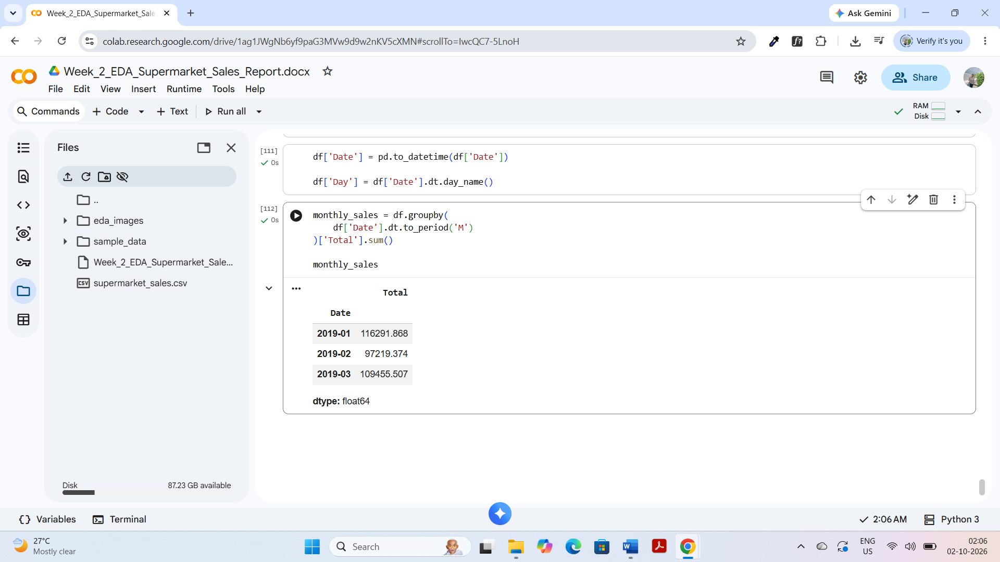 Week_2_EDA_Supermarket_Sale
Ask Gemini
colab.research.google.com/drive/1ag1JWgNb6yf9paG3MVw9d9w2nKV5cXMN#scrollTo=IwcQC7-5LnoH
f?
Verify it's you
Week_2_EDA_Supermarket_Sales_Report.docx
File Edit View Insert Runtime Tools Help
Share
Commands + Code + Text Run all
RAM
Disk
Files
..
eda_images
sample_data
Week_2_EDA_Supermarket_Sale...
CSV supermarket_sales.csv
Disk 87.23 GB available
[111]
0s
df['Date'] = pd.to_datetime(df['Date'])
df['Day'] = df['Date'].dt.day_name()
[112]
0s
monthly_sales = df.groupby(
df['Date'].dt.to_period('M')
)['Total'].sum()
monthly_sales
Total
Date
2019-01 116291.868
2019-02 97219.374
2019-03 109455.507
dtype: float64
Variables Terminal
2:06 AM Python 3
27°C
Mostly clear
Search
W
ENG
US
02:06
02-10-2026